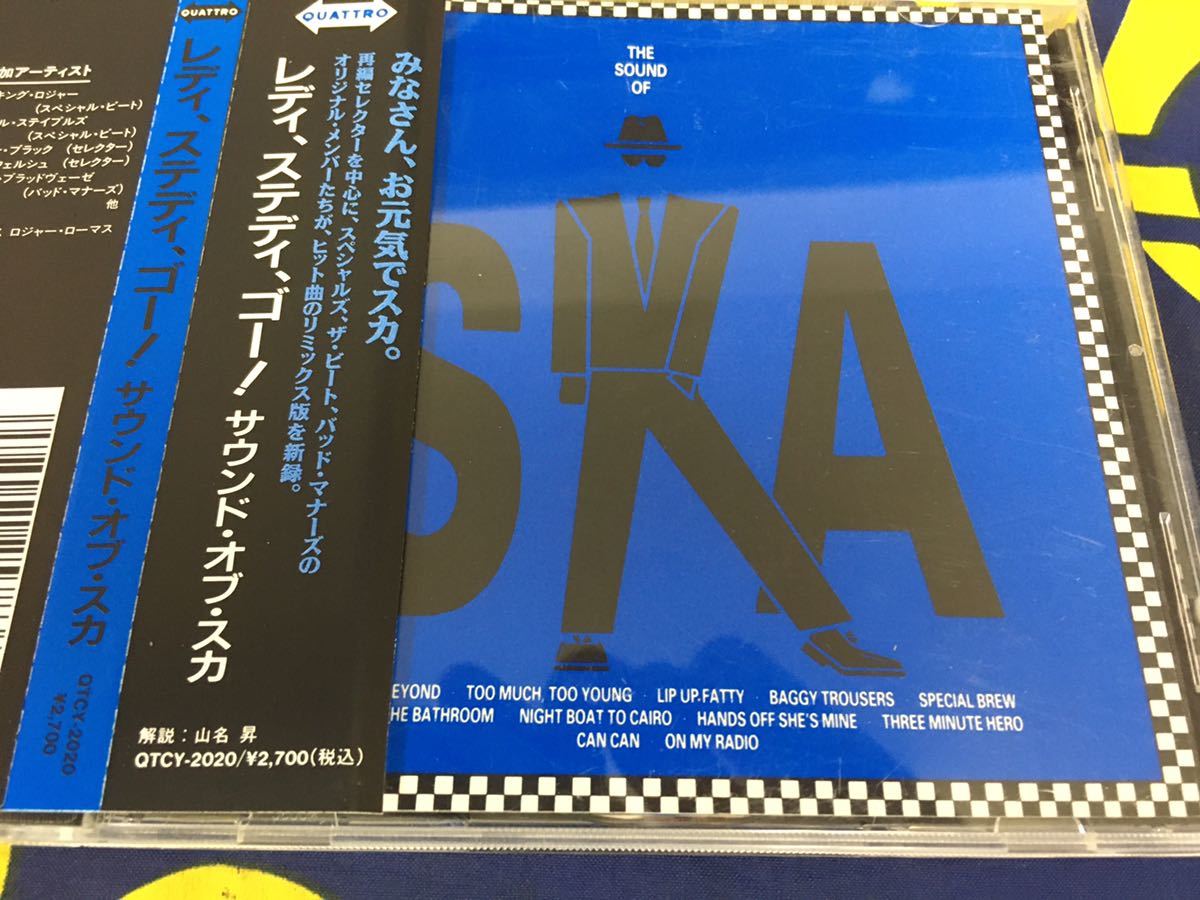 QUATTRO
加アーティスト
キング・ロジャー
(スペシャル・ビート)
ル・ステイプルズ
(スペシャル・ビート)
ー・ブラック (セレクター)
ウェルシュ (セレクター)
・ブラッドヴェーゼ
(バッド・マナーズ)
他
ロジャー・ローマス
レディ、ステディ、ゴー! サウンド・オブ・スカ
QTCY-2020
¥2,700
QUATTRO
みなさん、お元気でスカ。
再編セレクターを中心に、スペシャルズ、ザ・ビート、バッド・マナーズの
オリジナル・メンバーたちが、ヒット曲のリミックス版を新録。
レディ、ステディ、ゴー! サウンド・オブ・スカ
解説:山名 昇
QTCY-2020/¥2,700(税込)
THE
SOUND
OF
SKA
EYOND · TOO MUCH, TOO YOUNG · LIP UP.FATTY · BAGGY TROUSERS · SPECIAL BREW
HE BATHROOM · NIGHT BOAT TO CAIRO · HANDS OFF SHE'S MINE · THREE MINUTE HERO
CAN CAN · ON MY RADIO